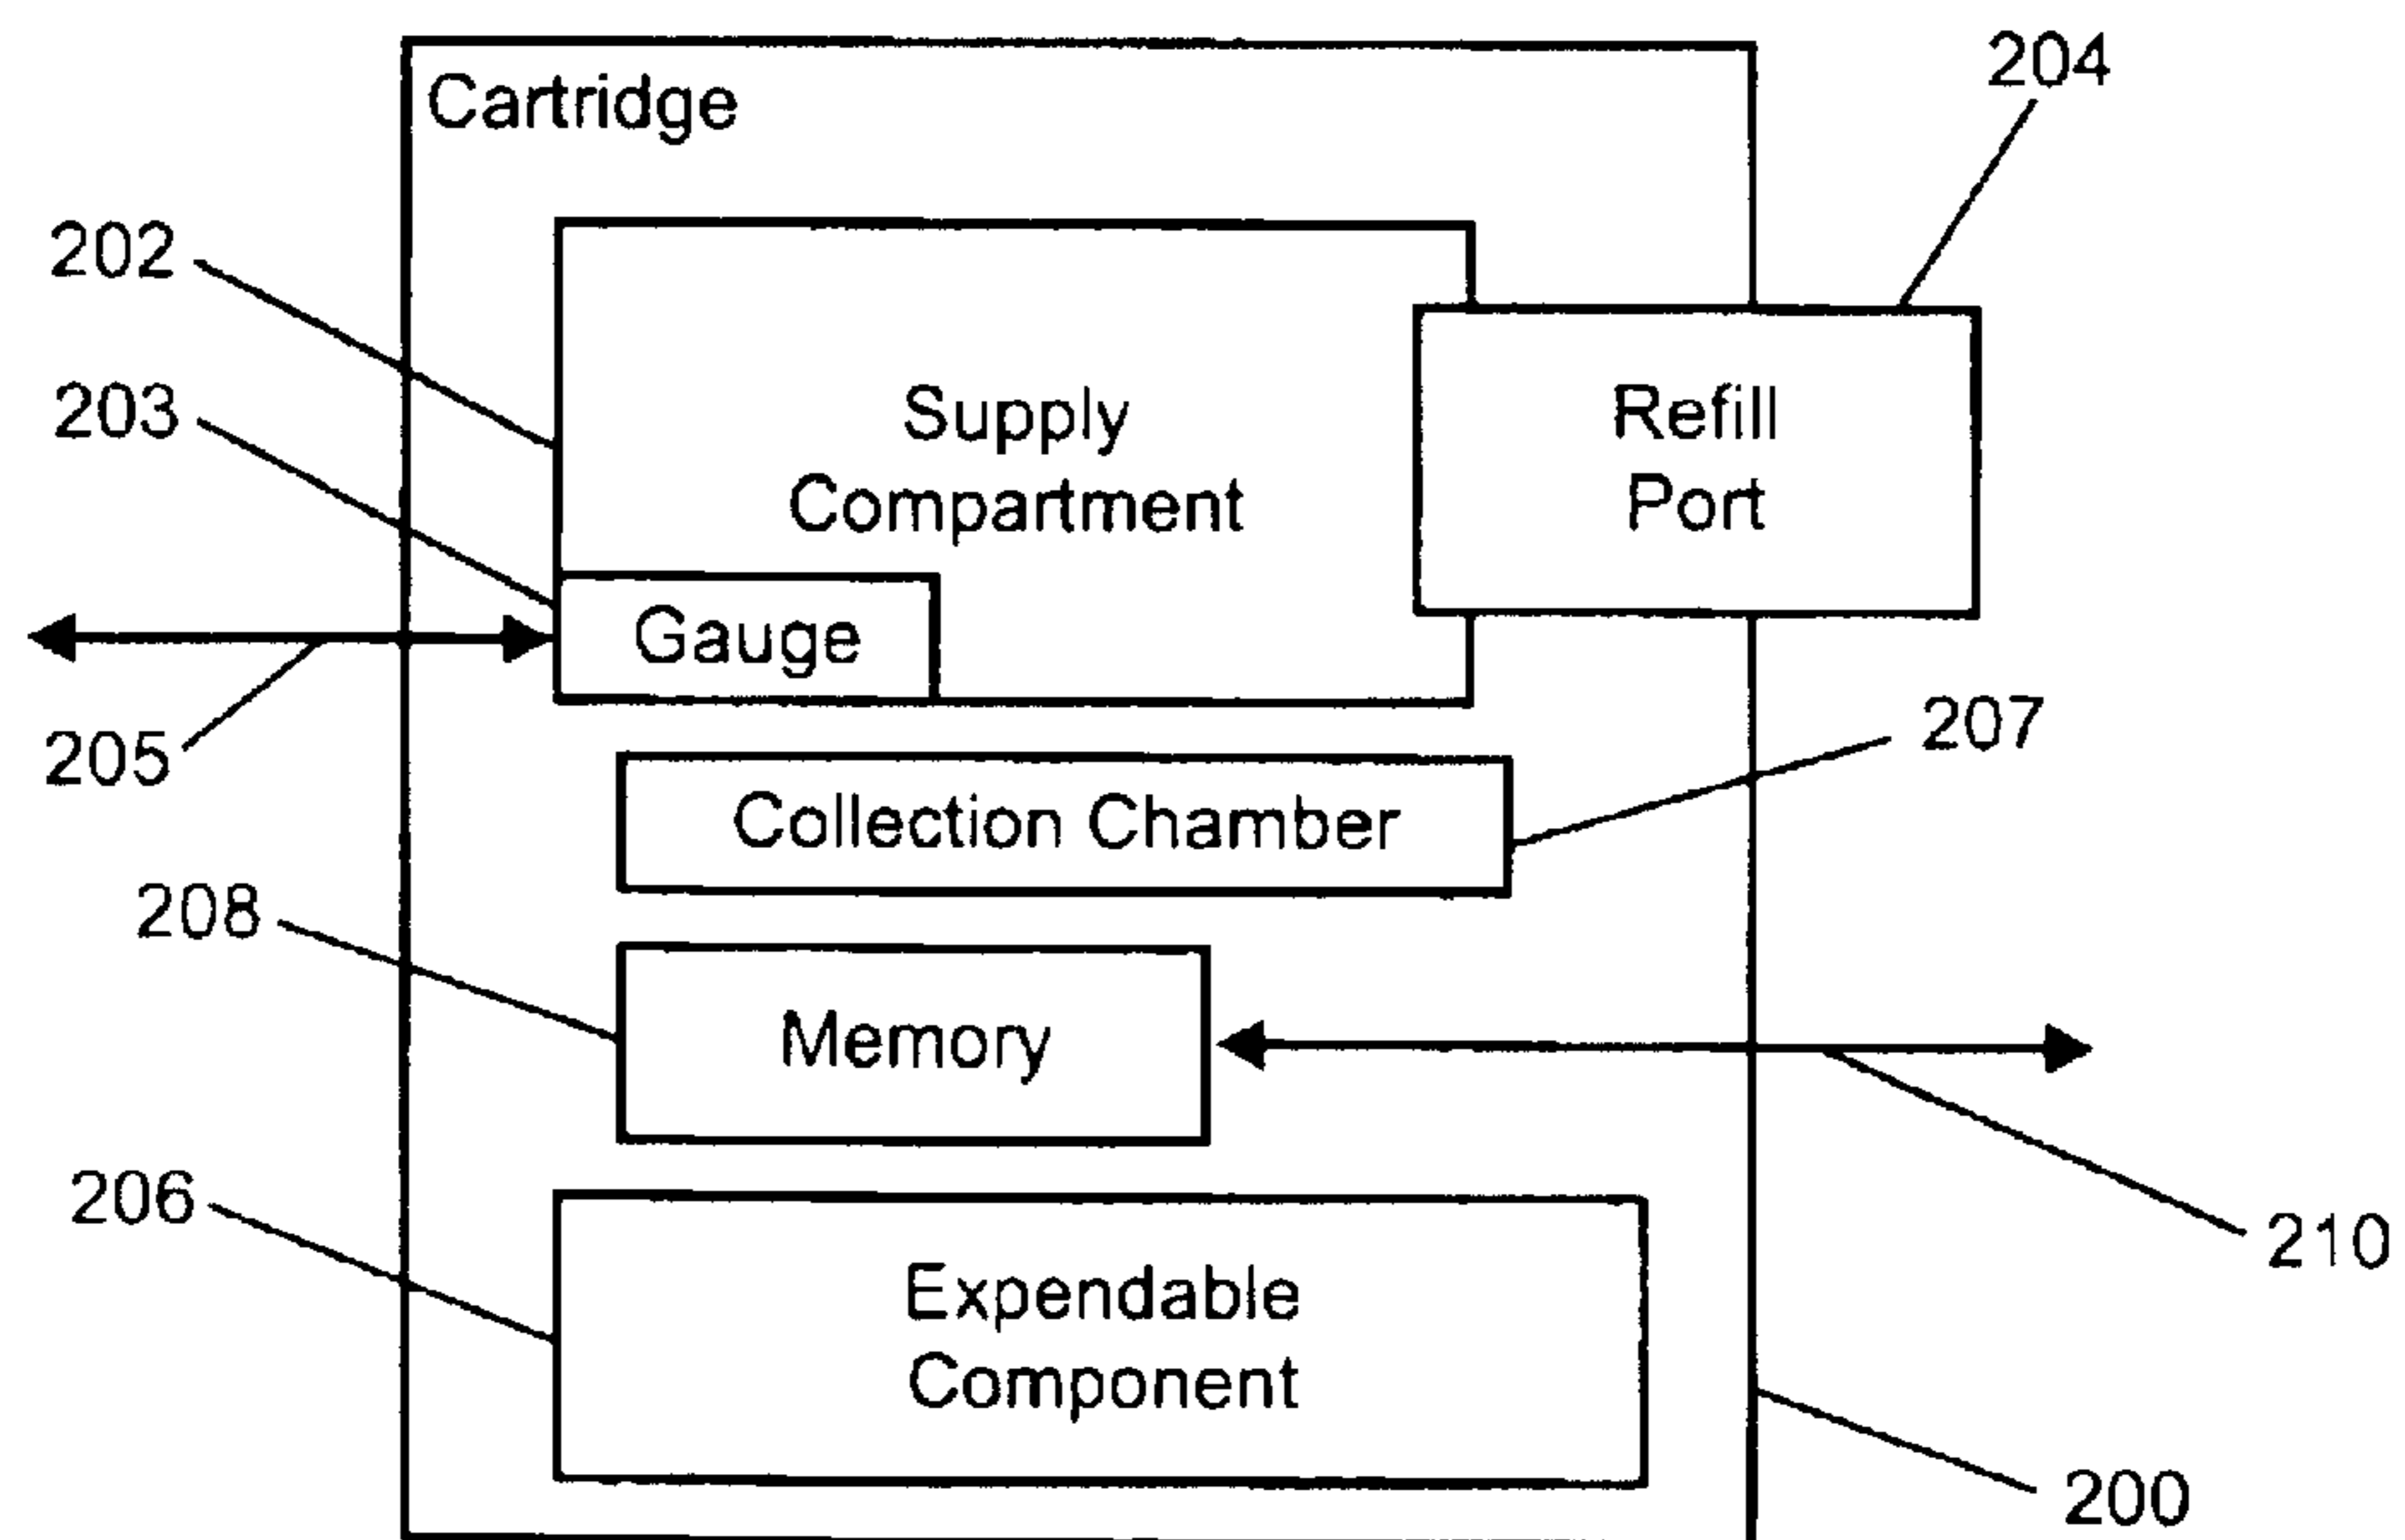 204
Cartridge
202
203
Supply
Compartment
Refill
Port
Gauge
205
207
Collection Chamber
208
Memory
206
210
Expendable
Component
200